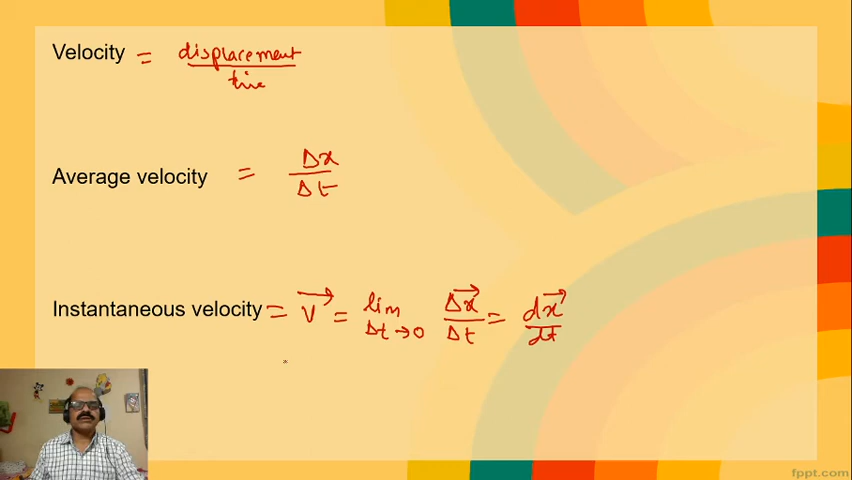 Velocity = displacement / time
Average velocity = Δx / Δt
Instantaneous velocity = v⃗ = lim Δt→0 Δx⃗ / Δt = dx⃗ / dt
fppt.com